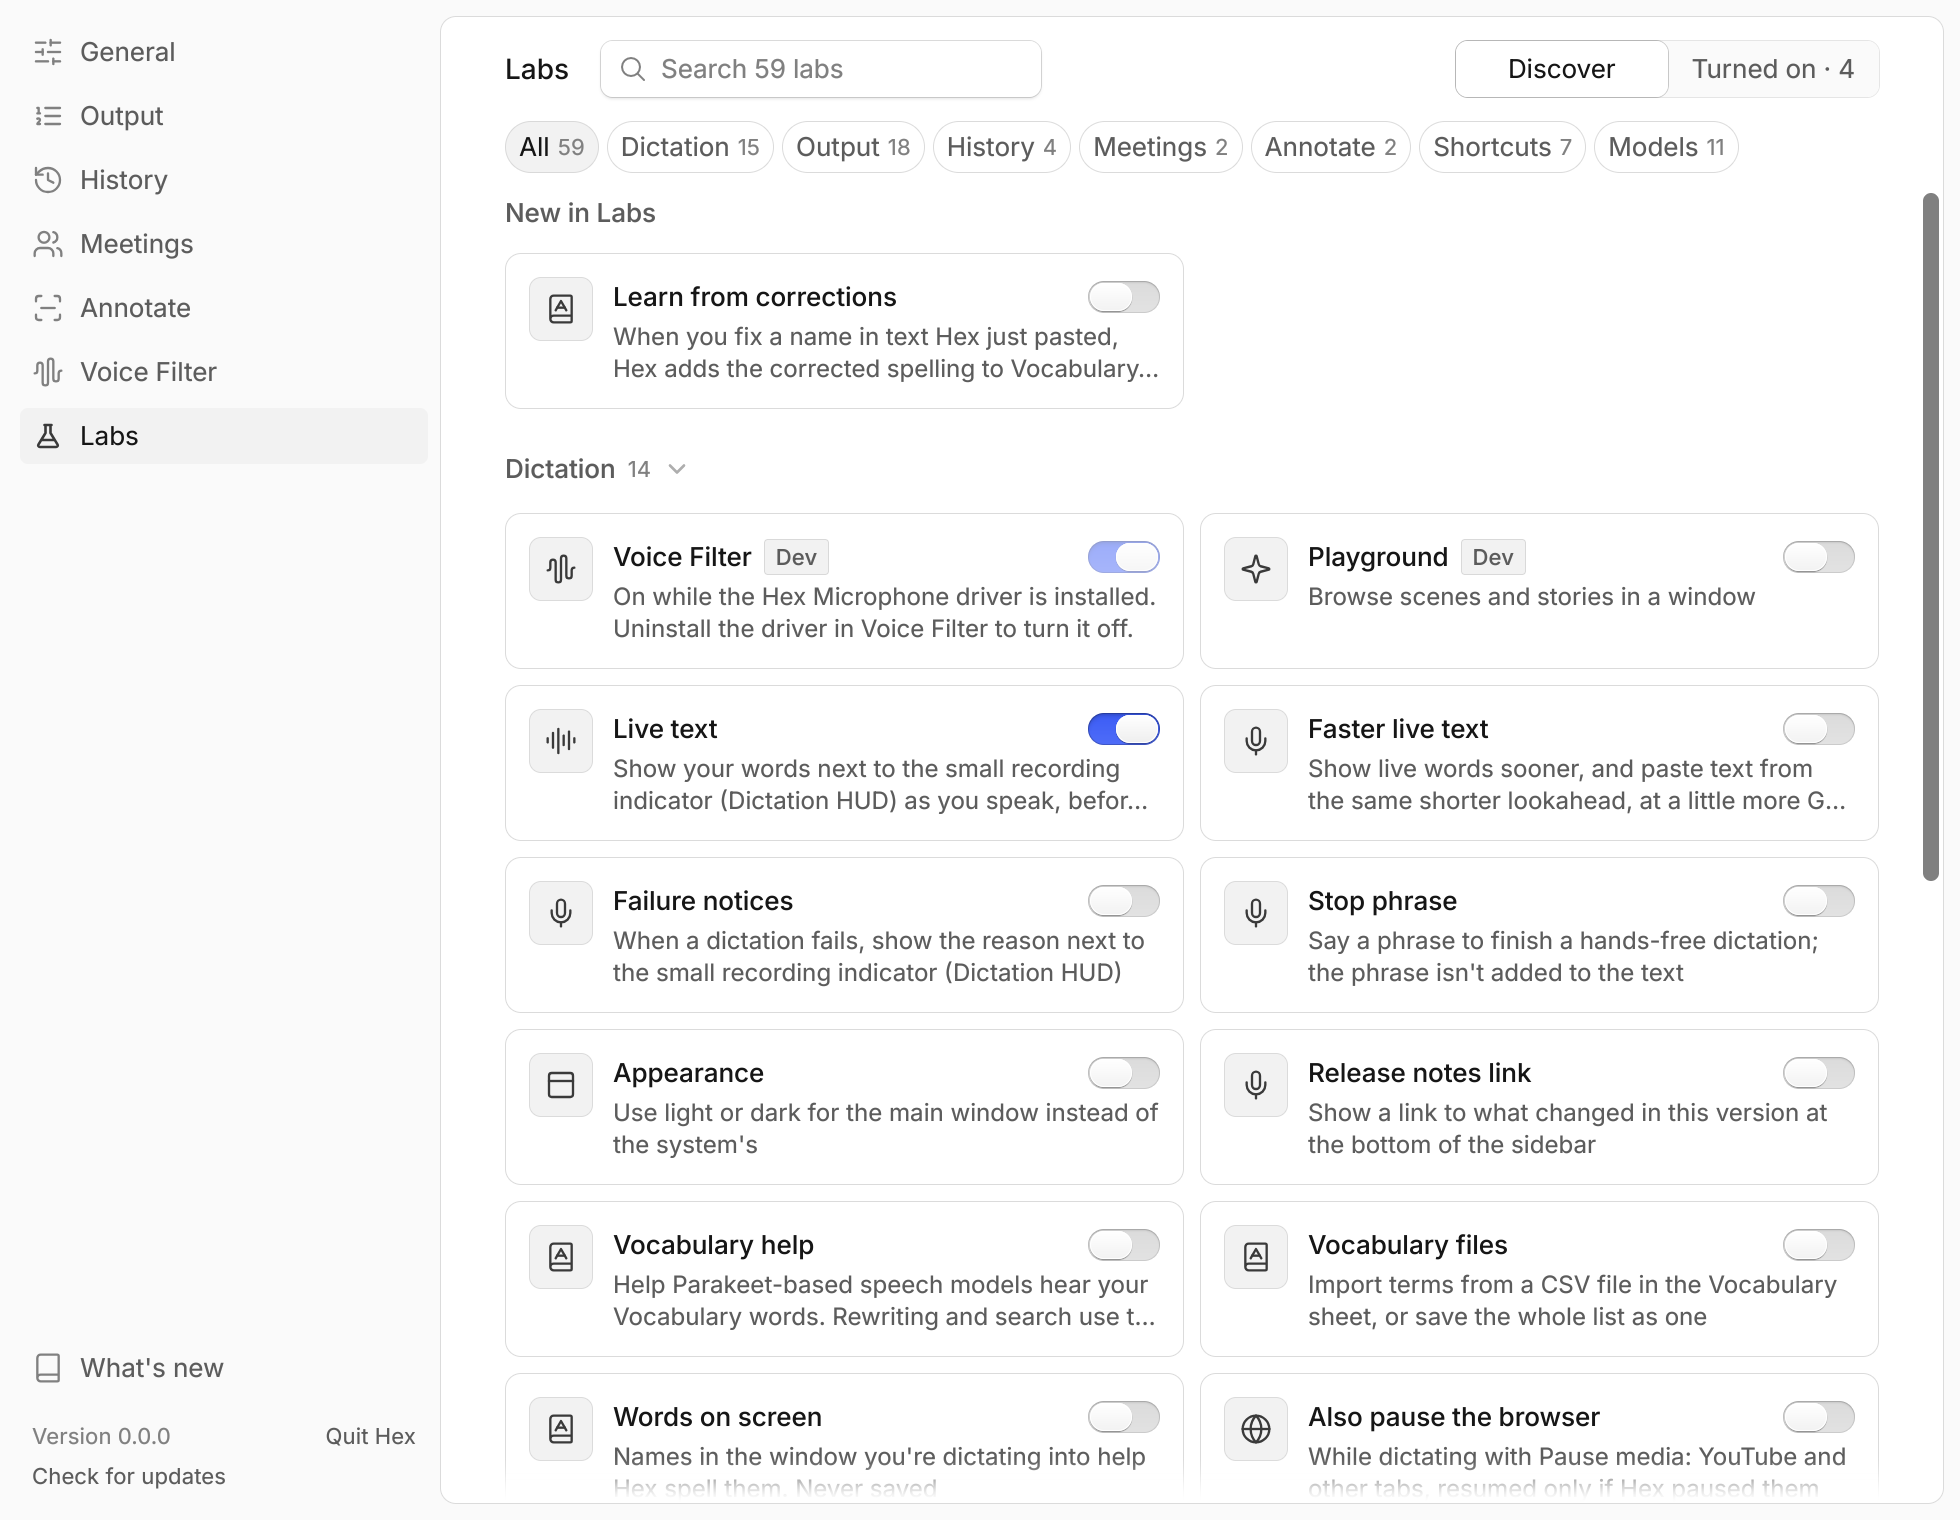 General
Output
History
Meetings
Annotate
Voice Filter
Labs
What's new
Version 0.0.0
Quit Hex
Check for updates
Labs
Search 59 labs
Discover
Turned on · 4
All 59
Dictation 15
Output 18
History 4
Meetings 2
Annotate 2
Shortcuts 7
Models 11
New in Labs
Learn from corrections
When you fix a name in text Hex just pasted,
Hex adds the corrected spelling to Vocabulary...
Dictation 14
Voice Filter Dev
On while the Hex Microphone driver is installed.
Uninstall the driver in Voice Filter to turn it off.
Playground Dev
Browse scenes and stories in a window
Live text
Show your words next to the small recording
indicator (Dictation HUD) as you speak, befor...
Faster live text
Show live words sooner, and paste text from
the same shorter lookahead, at a little more G...
Failure notices
When a dictation fails, show the reason next to
the small recording indicator (Dictation HUD)
Stop phrase
Say a phrase to finish a hands-free dictation;
the phrase isn't added to the text
Appearance
Use light or dark for the main window instead of
the system's
Release notes link
Show a link to what changed in this version at
the bottom of the sidebar
Vocabulary help
Help Parakeet-based speech models hear your
Vocabulary words. Rewriting and search use t...
Vocabulary files
Import terms from a CSV file in the Vocabulary
sheet, or save the whole list as one
Words on screen
Names in the window you're dictating into help
Hex spell them. Never saved
Also pause the browser
While dictating with Pause media: YouTube and
other tabs, resumed only if Hex paused them